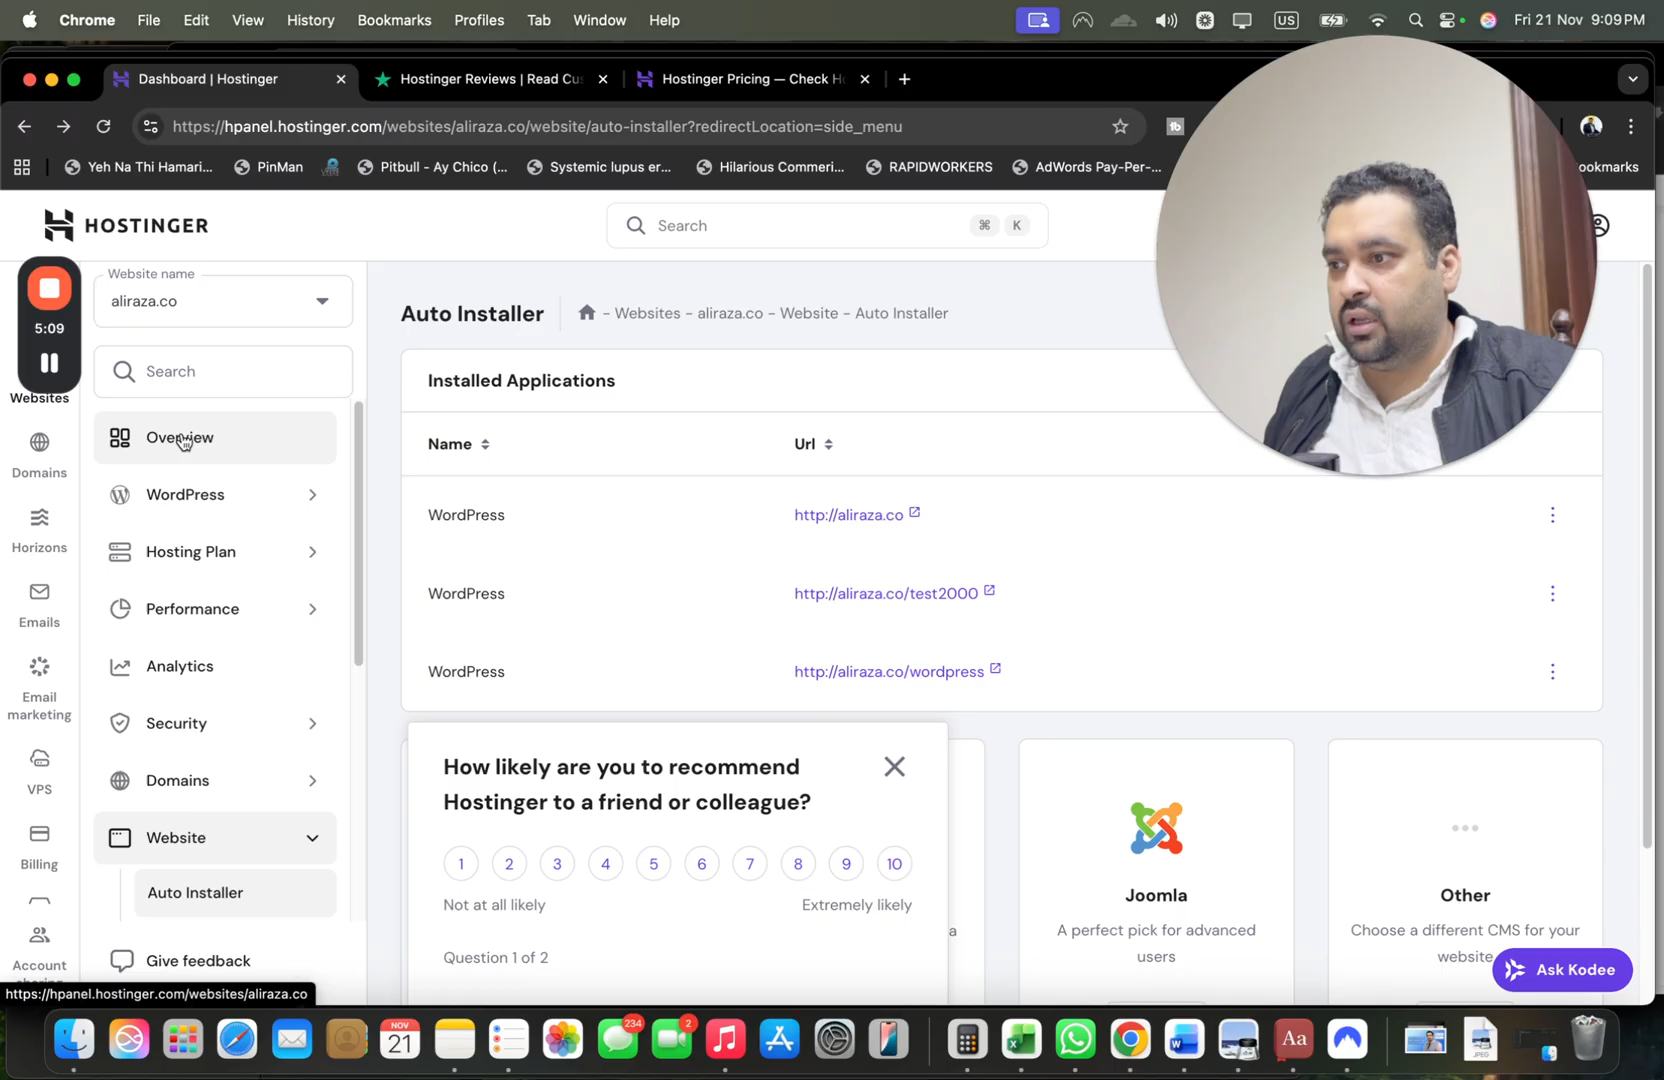 Chrome File Edit View History Bookmarks Profiles Tab Window Help US Fri 21 Nov 9:09 PM
Dashboard | Hostinger
Hostinger Reviews | Read Cus
Hostinger Pricing — Check Ho
https://hpanel.hostinger.com/websites/aliraza.co/website/auto-installer?redirectLocation=side_menu
Yeh Na Thi Hamari... PinMan Pitbull - Ay Chico (... Systemic lupus er... Hilarious Commeri... RAPIDWORKERS AdWords Pay-Per-... ookmarks
HOSTINGER
Search ⌘ K
5:09
Websites
Domains
Horizons
Emails
Email
marketing
VPS
Billing
Account
Website name
aliraza.co
Search
Overview
WordPress
Hosting Plan
Performance
Analytics
Security
Domains
Website
Auto Installer
Give feedback
https://hpanel.hostinger.com/websites/aliraza.co
Auto Installer - Websites - aliraza.co - Website - Auto Installer
Installed Applications
Name Url
WordPress http://aliraza.co
WordPress http://aliraza.co/test2000
WordPress http://aliraza.co/wordpress
How likely are you to recommend
Hostinger to a friend or colleague?
1 2 3 4 5 6 7 8 9 10
Not at all likely Extremely likely
Question 1 of 2
a
Joomla
A perfect pick for advanced
users
Other
Choose a different CMS for your
website
Ask Kodee
NOV
21
234
2
Aa
JPEG